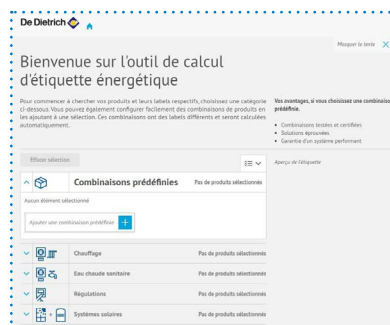 De Dietrich
Masquer le texte
Bienvenue sur l'outil de calcul
d'étiquette énergétique
Pour commencer à chercher vos produits et leurs labels respectifs, choisissez une catégorie
ci-dessous. Vous pouvez également configurer facilement des combinaisons de produits en
les ajoutant à une sélection. Ces combinaisons ont des labels différents et seront calculées
automatiquement.
Vos avantages, si vous choisissez une combinaiso
prédéfinie.
Combinaisons testées et certifiées
Solutions éprouvées
Garantie d'un système performant
Effacer sélection
Aperçu de l'étiquette
Combinaisons prédéfinies Pas de produits sélectionnés
Aucun élément sélectionné
Ajouter une combinaison prédéfinie +
Chauffage Pas de produits sélectionnés
Eau chaude sanitaire Pas de produits sélectionnés
Régulations Pas de produits sélectionnés
Systèmes solaires Pas de produits sélectionnés